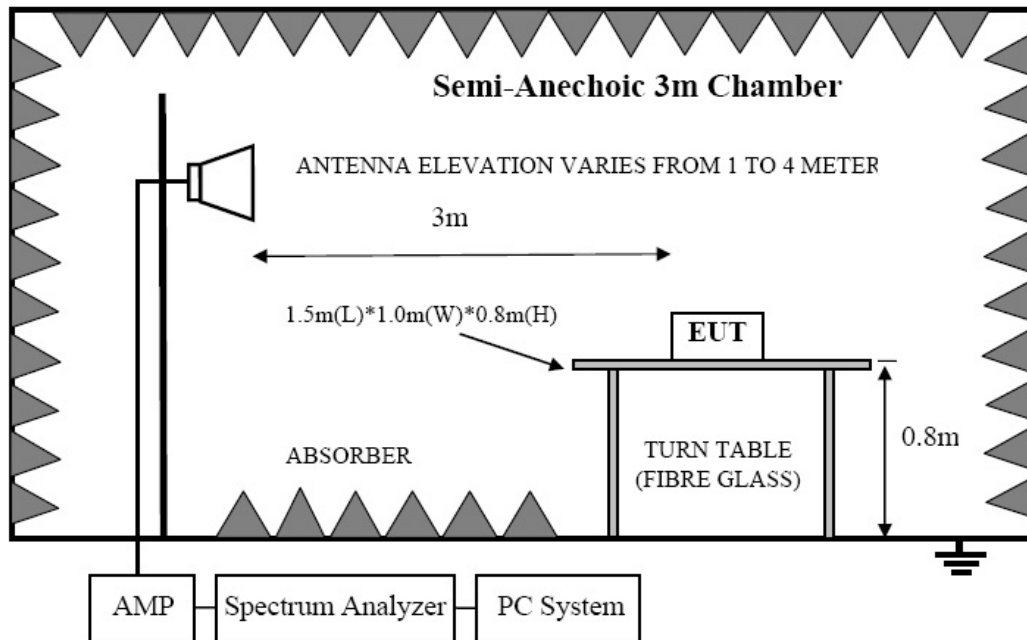 Semi-Anechoic 3m Chamber
ANTENNA ELEVATION VARIES FROM 1 TO 4 METER
3m
1.5m(L)*1.0m(W)*0.8m(H)
EUT
0.8m
ABSORBER
TURN TABLE
(FIBRE GLASS)
AMP
Spectrum Analyzer
PC System